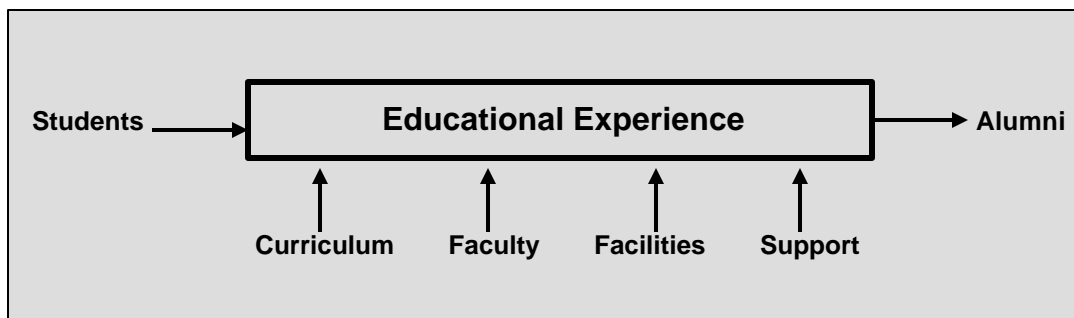 Students
Educational Experience
Alumni
Curriculum
Faculty
Facilities
Support